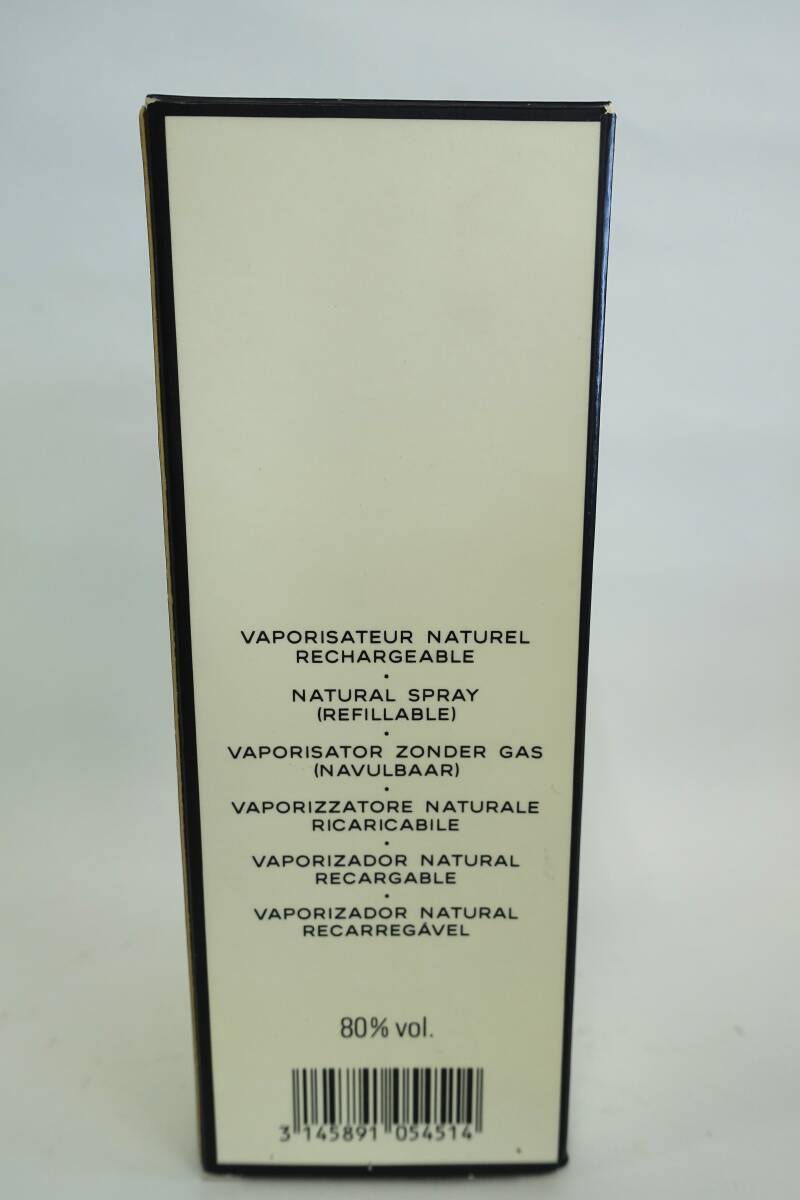 VAPORISATEUR NATUREL
RECHARGEABLE
•
NATURAL SPRAY
(REFILLABLE)
•
VAPORISATOR ZONDER GAS
(NAVULBAAR)
•
VAPORIZZATORE NATURALE
RICARICABILE
•
VAPORIZADOR NATURAL
RECARGABLE
•
VAPORIZADOR NATURAL
RECARREGÁVEL
80% vol.
3 145891 054514